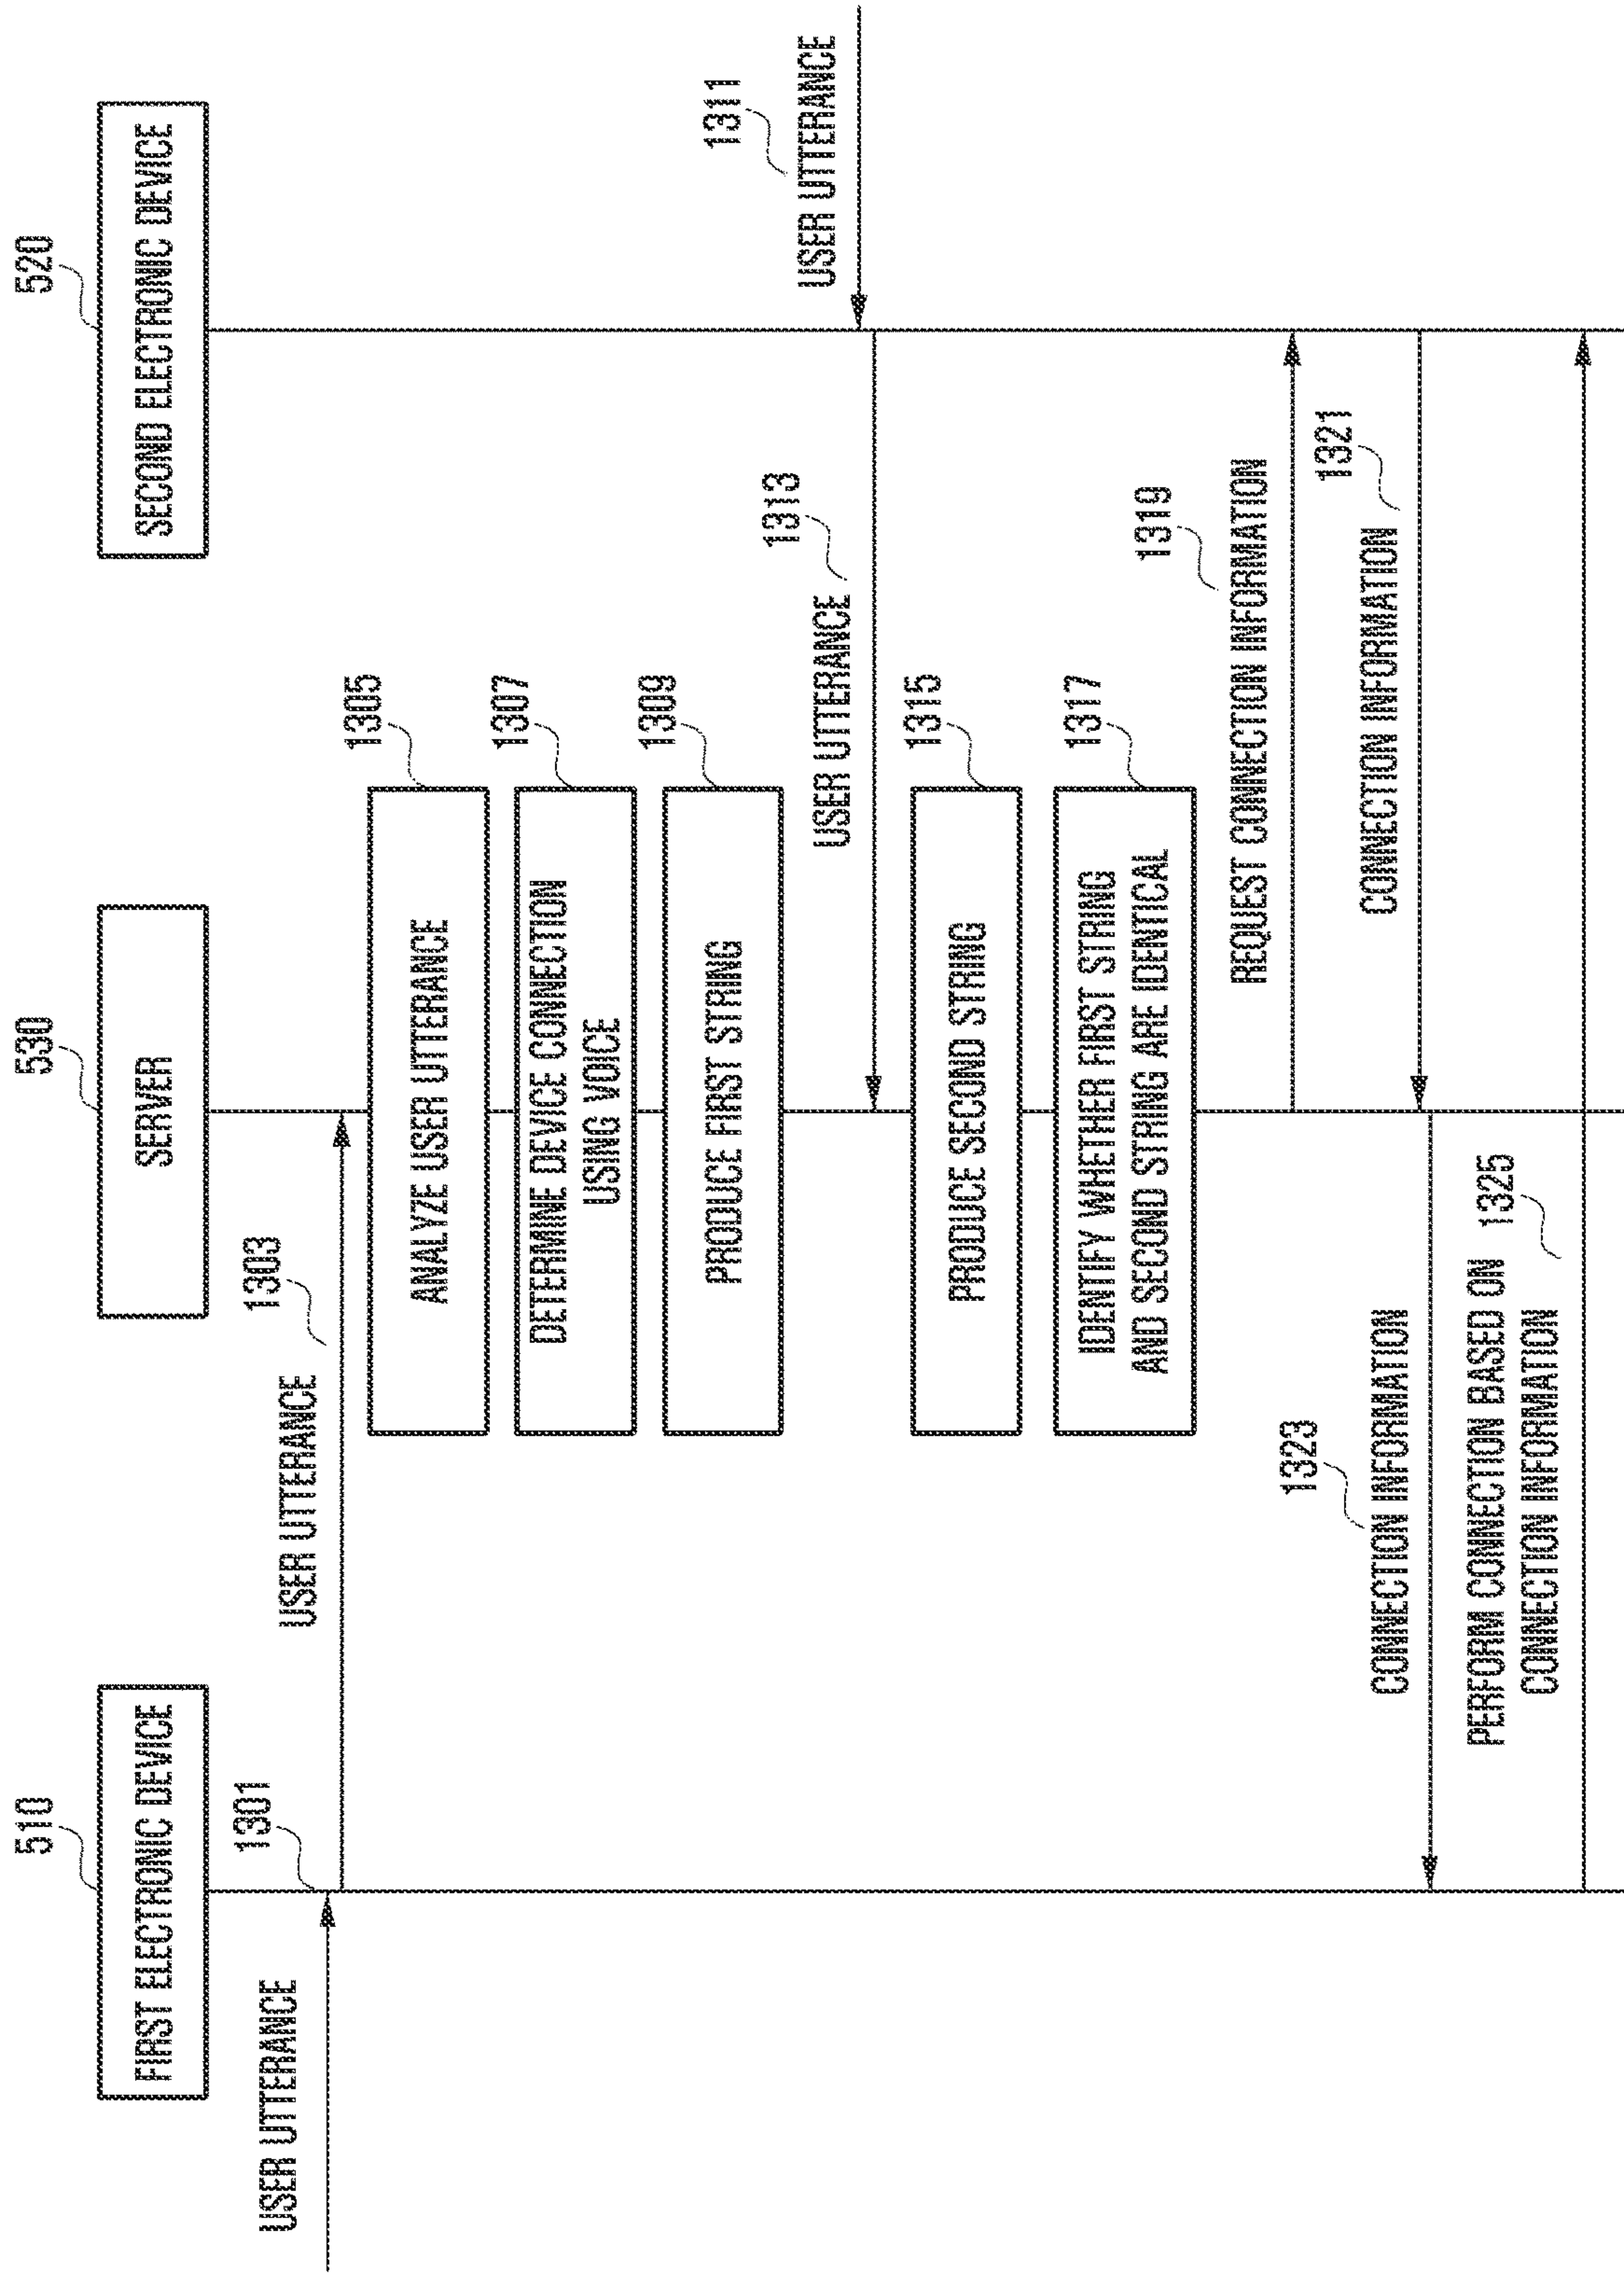 510
FIRST ELECTRONIC DEVICE
530
SERVER
520
SECOND ELECTRONIC DEVICE
USER UTTERANCE
1301
USER UTTERANCE
1303
ANALYZE USER UTTERANCE
1305
DETERMINE DEVICE CONNECTION
USING VOICE
1307
PRODUCE FIRST STRING
1309
USER UTTERANCE
1311
USER UTTERANCE
1313
PRODUCE SECOND STRING
1315
IDENTIFY WHETHER FIRST STRING
AND SECOND STRING ARE IDENTICAL
1317
REQUEST CONNECTION INFORMATION
1319
CONNECTION INFORMATION
1321
CONNECTION INFORMATION
1323
PERFORM CONNECTION BASED ON
CONNECTION INFORMATION
1325